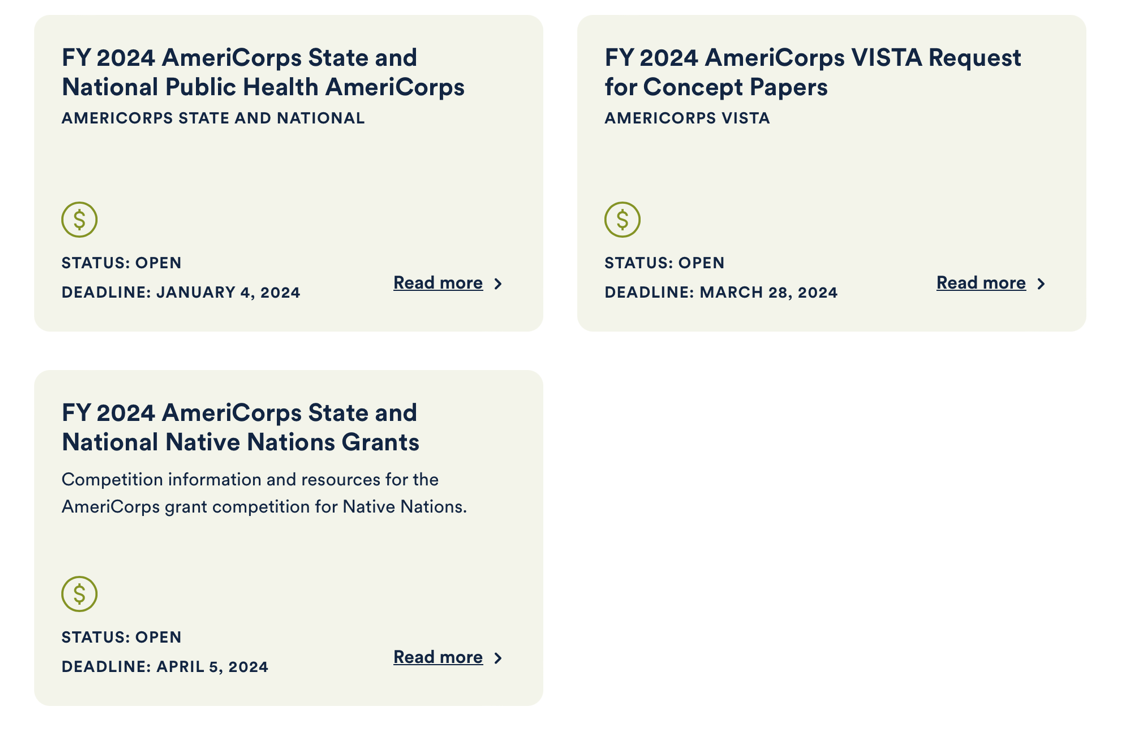 FY 2024 AmeriCorps State and
National Public Health AmeriCorps
AMERICORPS STATE AND NATIONAL
$
STATUS: OPEN
DEADLINE: JANUARY 4, 2024
Read more
FY 2024 AmeriCorps VISTA Request
for Concept Papers
AMERICORPS VISTA
$
STATUS: OPEN
DEADLINE: MARCH 28, 2024
Read more
FY 2024 AmeriCorps State and
National Native Nations Grants
Competition information and resources for the
AmeriCorps grant competition for Native Nations.
$
STATUS: OPEN
DEADLINE: APRIL 5, 2024
Read more